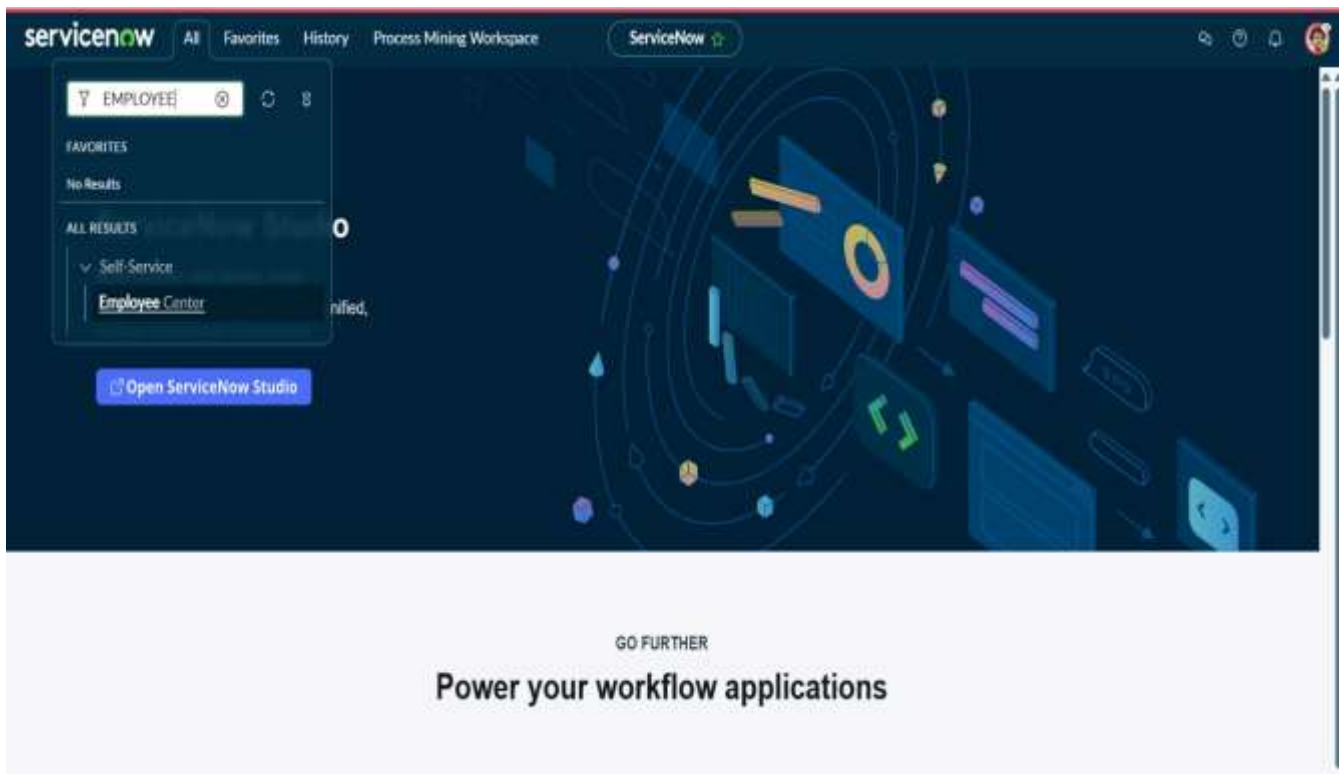 servicenow All Favorites History Process Mining Workspace ServiceNow
EMPLOYEE
FAVORITES
No Results
ALL RESULTS
o
Self-Service
Employee Center
nified,
Open ServiceNow Studio
GO FURTHER
Power your workflow applications